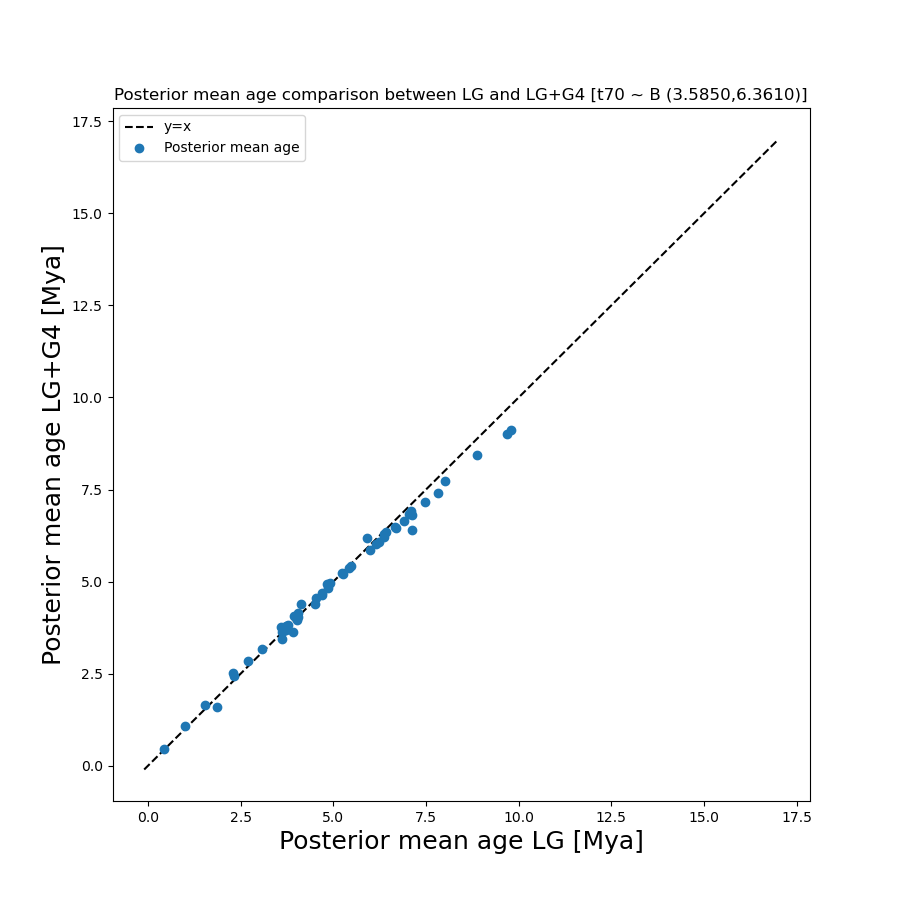 Posterior mean age comparison between LG and LG+G4 [t70 ~ B (3.5850,6.3610)]
y=x
Posterior mean age
17.5
15.0
12.5
10.0
7.5
5.0
2.5
0.0
Posterior mean age LG+G4 [Mya]
0.0 2.5 5.0 7.5 10.0 12.5 15.0 17.5
Posterior mean age LG [Mya]